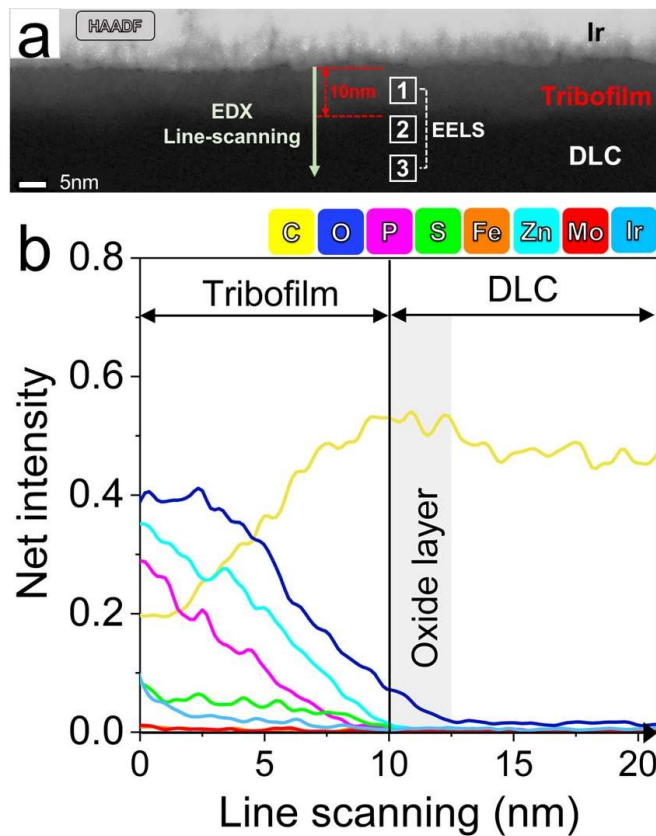 a
HAADF
Ir
10nm
1
Tribofilm
EDX
Line-scanning
2
EELS
3
DLC
5nm
b
C O P S Fe Zn Mo Ir
0.8
Tribofilm
DLC
0.6
0.4
0.2
0.0
Net intensity
Oxide layer
0 5 10 15 20
Line scanning (nm)